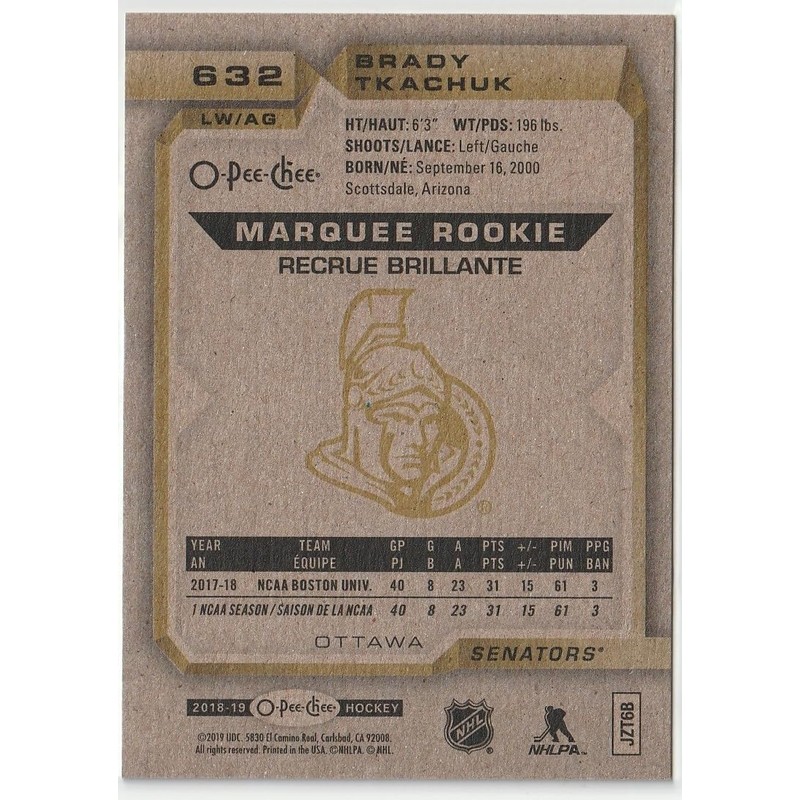 632
BRADY
TKACHUK
LW/AG
HT/HAUT: 6'3" WT/PDS: 196 lbs.
SHOOTS/LANCE: Left/Gauche
BORN/NÉ: September 16, 2000
Scottsdale, Arizona
O-Pee-Chee®
MARQUEE ROOKIE
RECRUE BRILLANTE
®
YEAR TEAM GP G A PTS +/- PIM PPG
AN ÉQUIPE PJ B A PTS +/- PUN BAN
2017-18 NCAA BOSTON UNIV. 40 8 23 31 15 61 3
1 NCAA SEASON / SAISON DE LA NCAA 40 8 23 31 15 61 3
OTTAWA
SENATORS®
2018-19 O-Pee-Chee® HOCKEY
©2019 UDC. 5830 El Camino Real, Carlsbad, CA 92008.
All rights reserved. Printed in the USA. ©NHLPA. ©NHL.
NHL
NHLPA
JZT6B